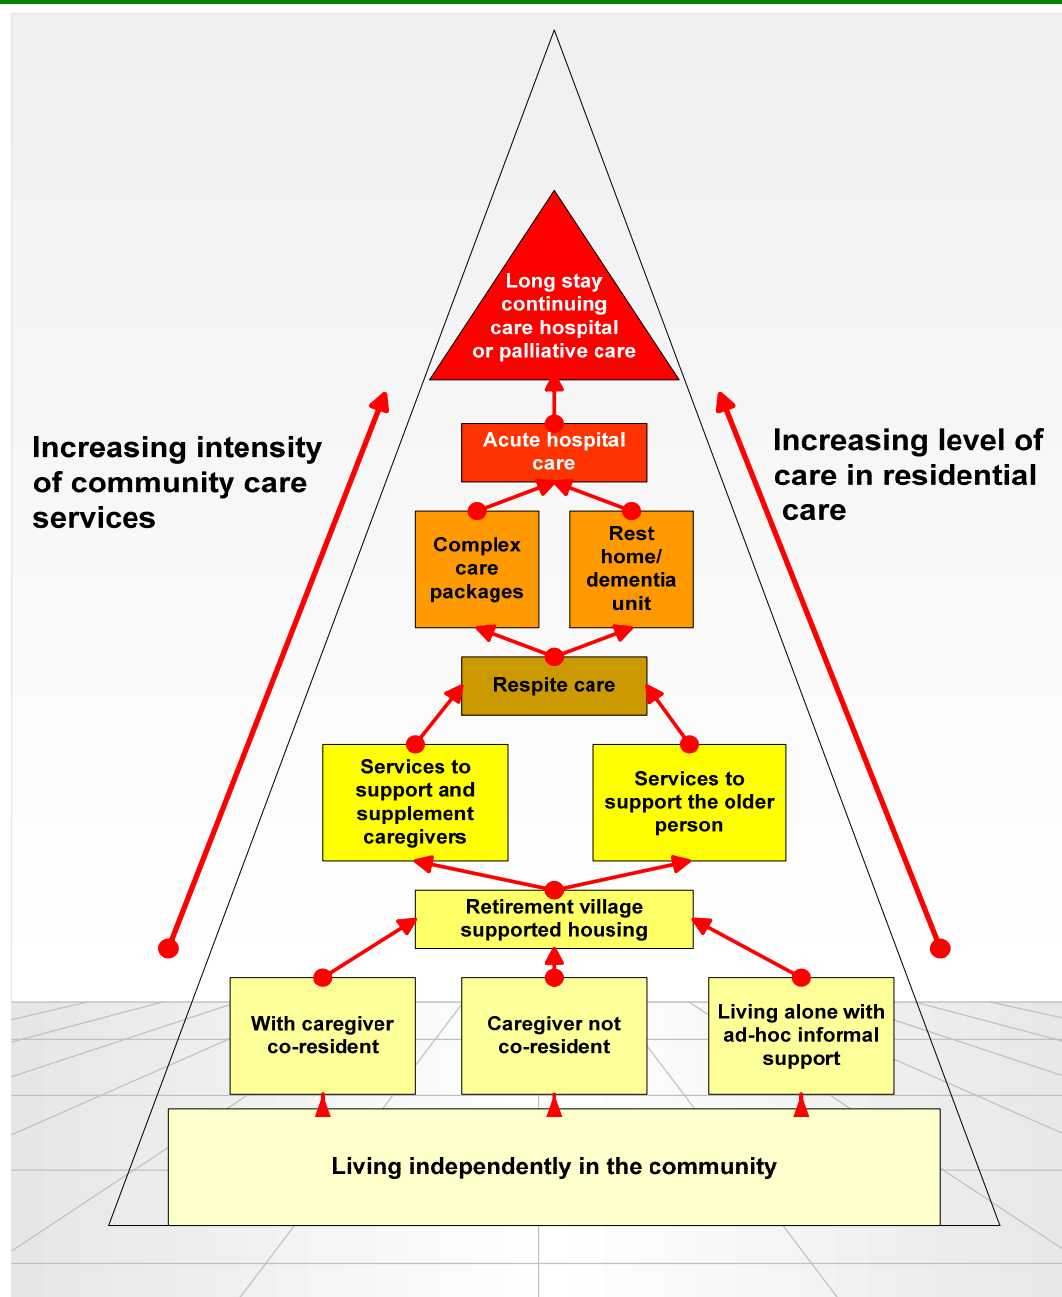 Long stay
continuing
care hospital
or palliative care
Acute hospital
care
Increasing intensity
of community care
services
Increasing level of
care in residential
care
Complex
care
packages
Rest
home/
dementia
unit
Respite care
Services to
support and
supplement
caregivers
Services to
support the older
person
Retirement village
supported housing
With caregiver
co-resident
Caregiver not
co-resident
Living alone with
ad-hoc informal
support
Living independently in the community